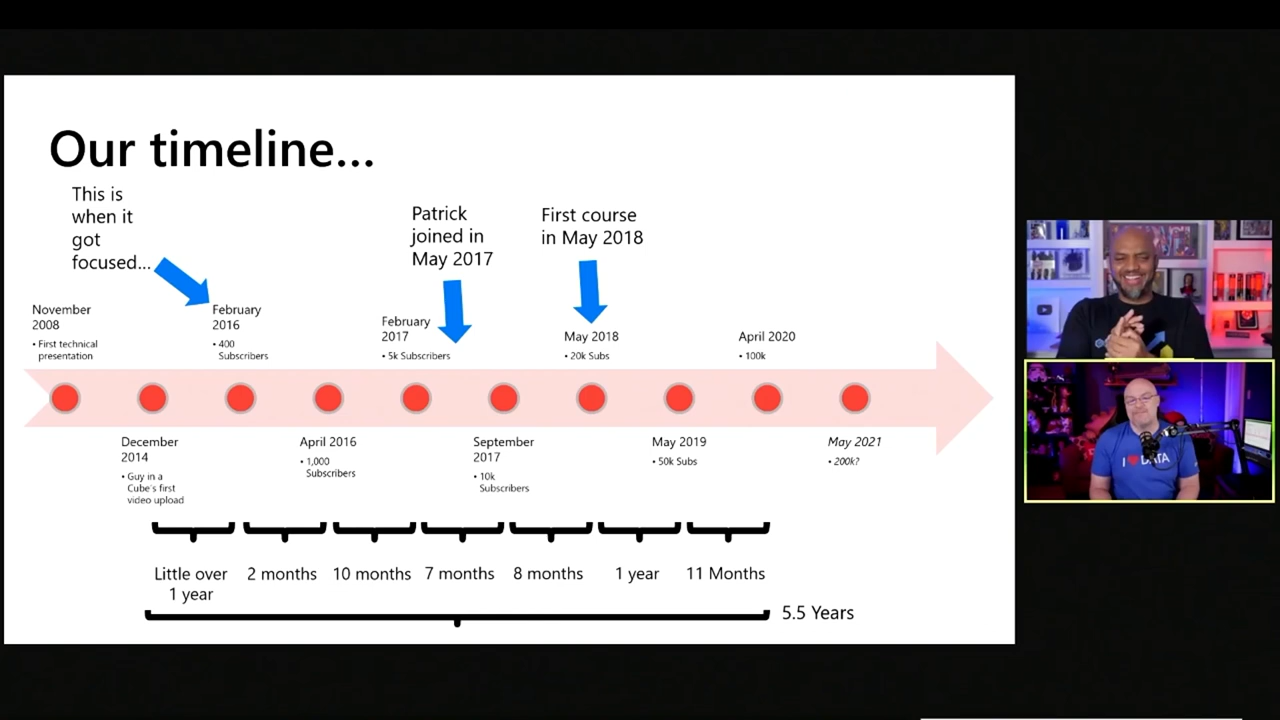 Our timeline...
This is
when it
got
focused...
Patrick
joined in
May 2017
First course
in May 2018
November
2008
• First technical
presentation
February
2016
• 400
Subscribers
February
2017
• 5k Subscribers
May 2018
• 20k Subs
April 2020
• 100k
December
2014
• Guy in a
Cube's first
video upload
April 2016
• 1,000
Subscribers
September
2017
• 10k
Subscribers
May 2019
• 50k Subs
May 2021
• 200k?
Little over
1 year
2 months
10 months
7 months
8 months
1 year
11 Months
5.5 Years
I ❤ DATA